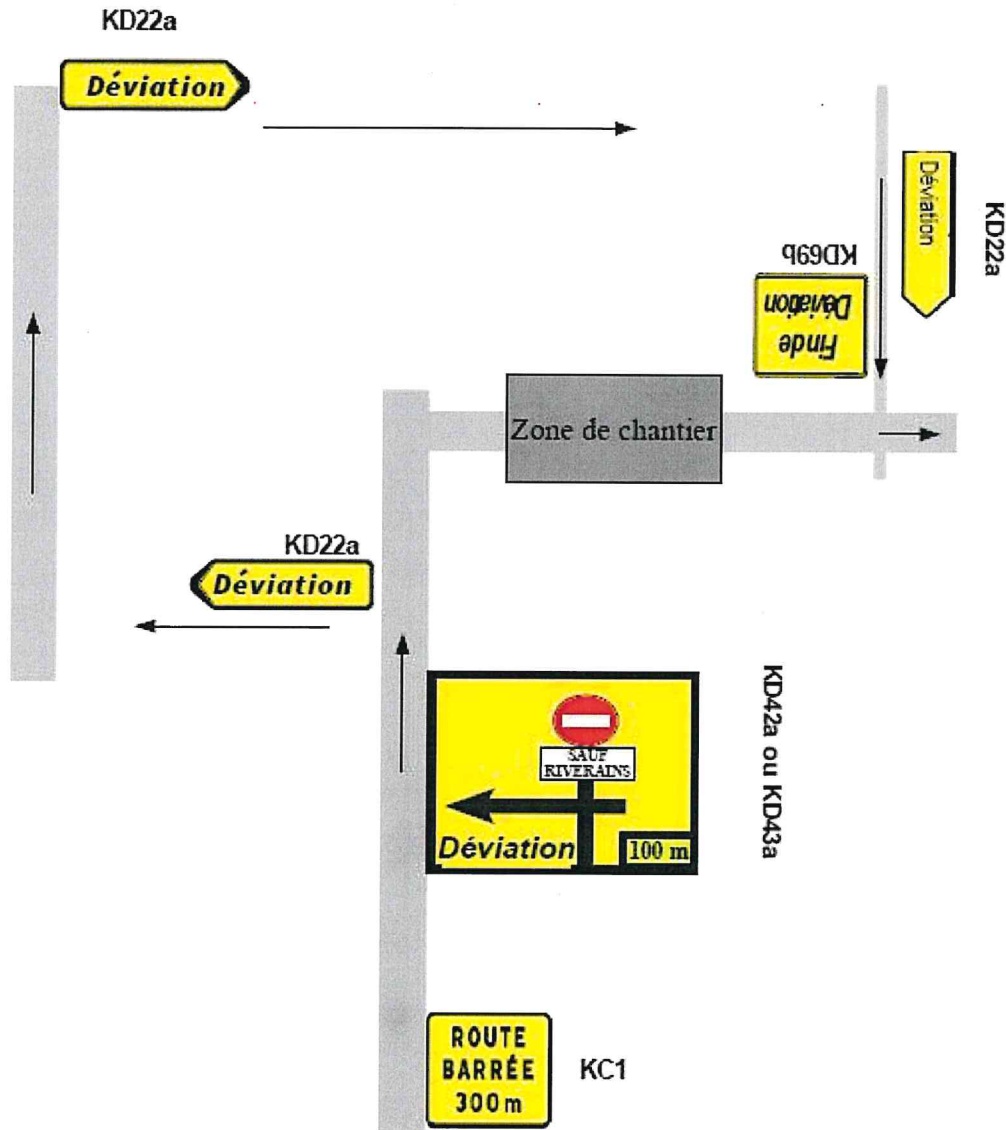 KD22a
Déviation
Déviation
KD22a
KD69b
Fin de
Déviation
Zone de chantier
KD22a
Déviation
KD42a ou KD43a
SAUF
RIVERAINS
Déviation
100 m
ROUTE
BARRÉE
300 m
KC1